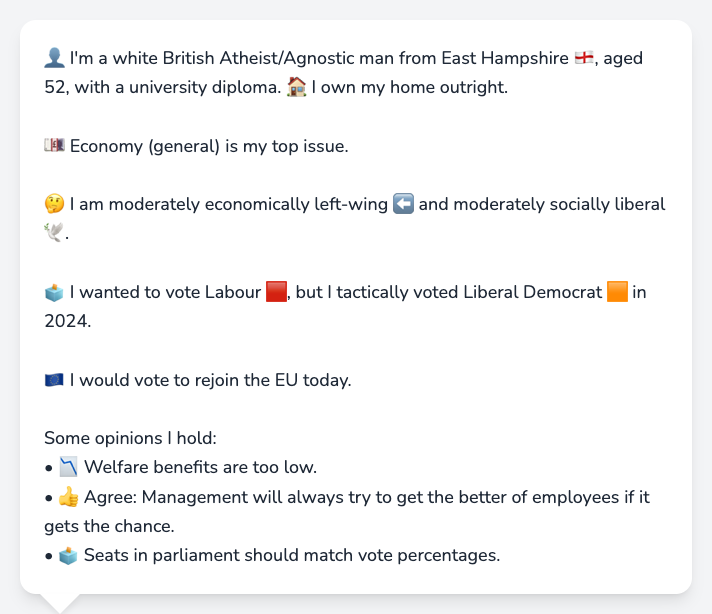 👤 I'm a white British Atheist/Agnostic man from East Hampshire 🏴󠁧󠁢󠁥󠁮󠁧󠁿, aged
52, with a university diploma. 🏠 I own my home outright.
💷 Economy (general) is my top issue.
🤔 I am moderately economically left-wing ⬅️ and moderately socially liberal
🕊️.
🗳️ I wanted to vote Labour 🟥, but I tactically voted Liberal Democrat 🟧 in
2024.
🇪🇺 I would vote to rejoin the EU today.
Some opinions I hold:
• 📉 Welfare benefits are too low.
• 👍 Agree: Management will always try to get the better of employees if it
gets the chance.
• 🗳️ Seats in parliament should match vote percentages.